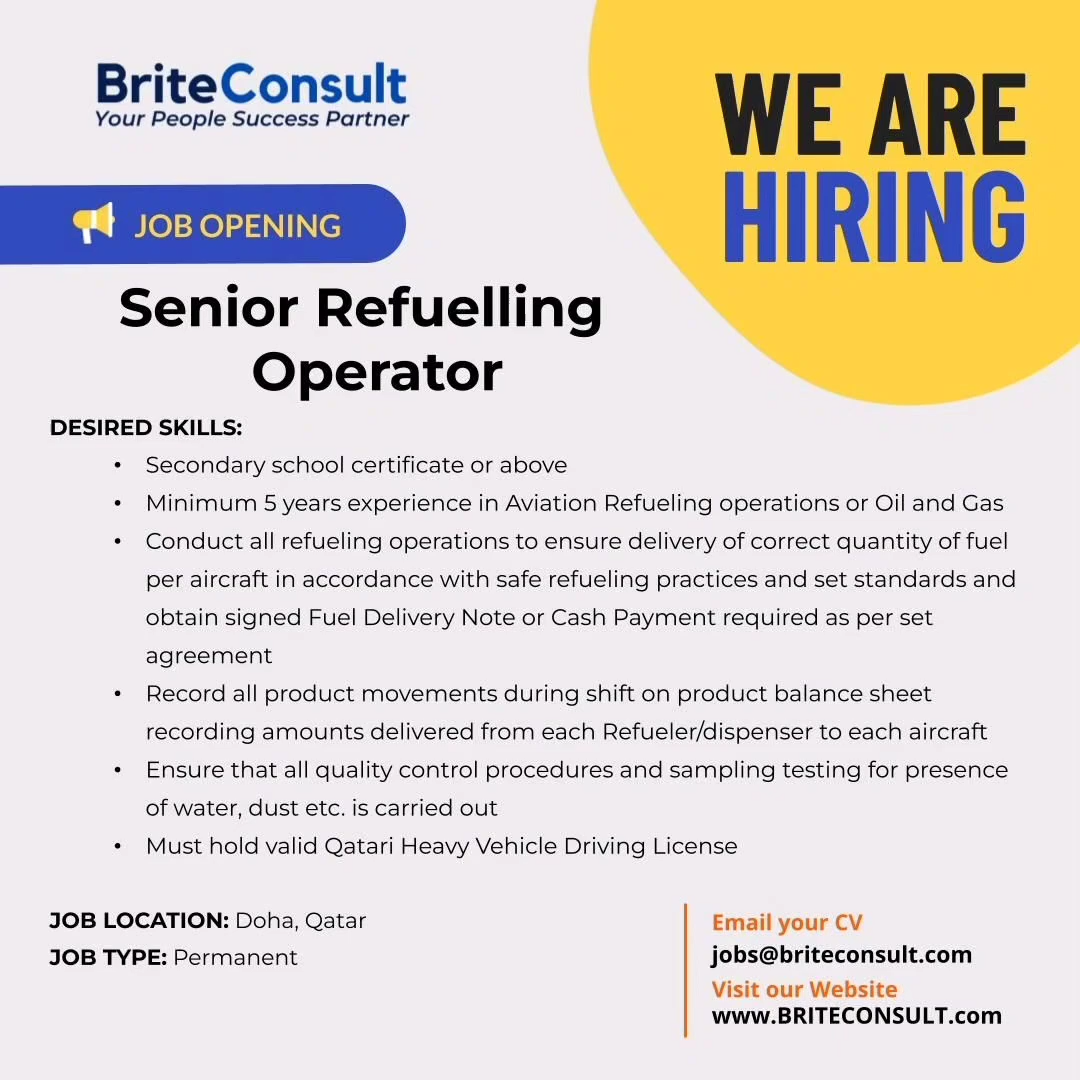 BriteConsult
Your People Success Partner
WE ARE
HIRING
JOB OPENING
Senior Refuelling
Operator
DESIRED SKILLS:
• Secondary school certificate or above
• Minimum 5 years experience in Aviation Refueling operations or Oil and Gas
• Conduct all refueling operations to ensure delivery of correct quantity of fuel
per aircraft in accordance with safe refueling practices and set standards and
obtain signed Fuel Delivery Note or Cash Payment required as per set
agreement
• Record all product movements during shift on product balance sheet
recording amounts delivered from each Refueler/dispenser to each aircraft
• Ensure that all quality control procedures and sampling testing for presence
of water, dust etc. is carried out
• Must hold valid Qatari Heavy Vehicle Driving License
JOB LOCATION: Doha, Qatar
JOB TYPE: Permanent
Email your CV
jobs@briteconsult.com
Visit our Website
www.BRITECONSULT.com